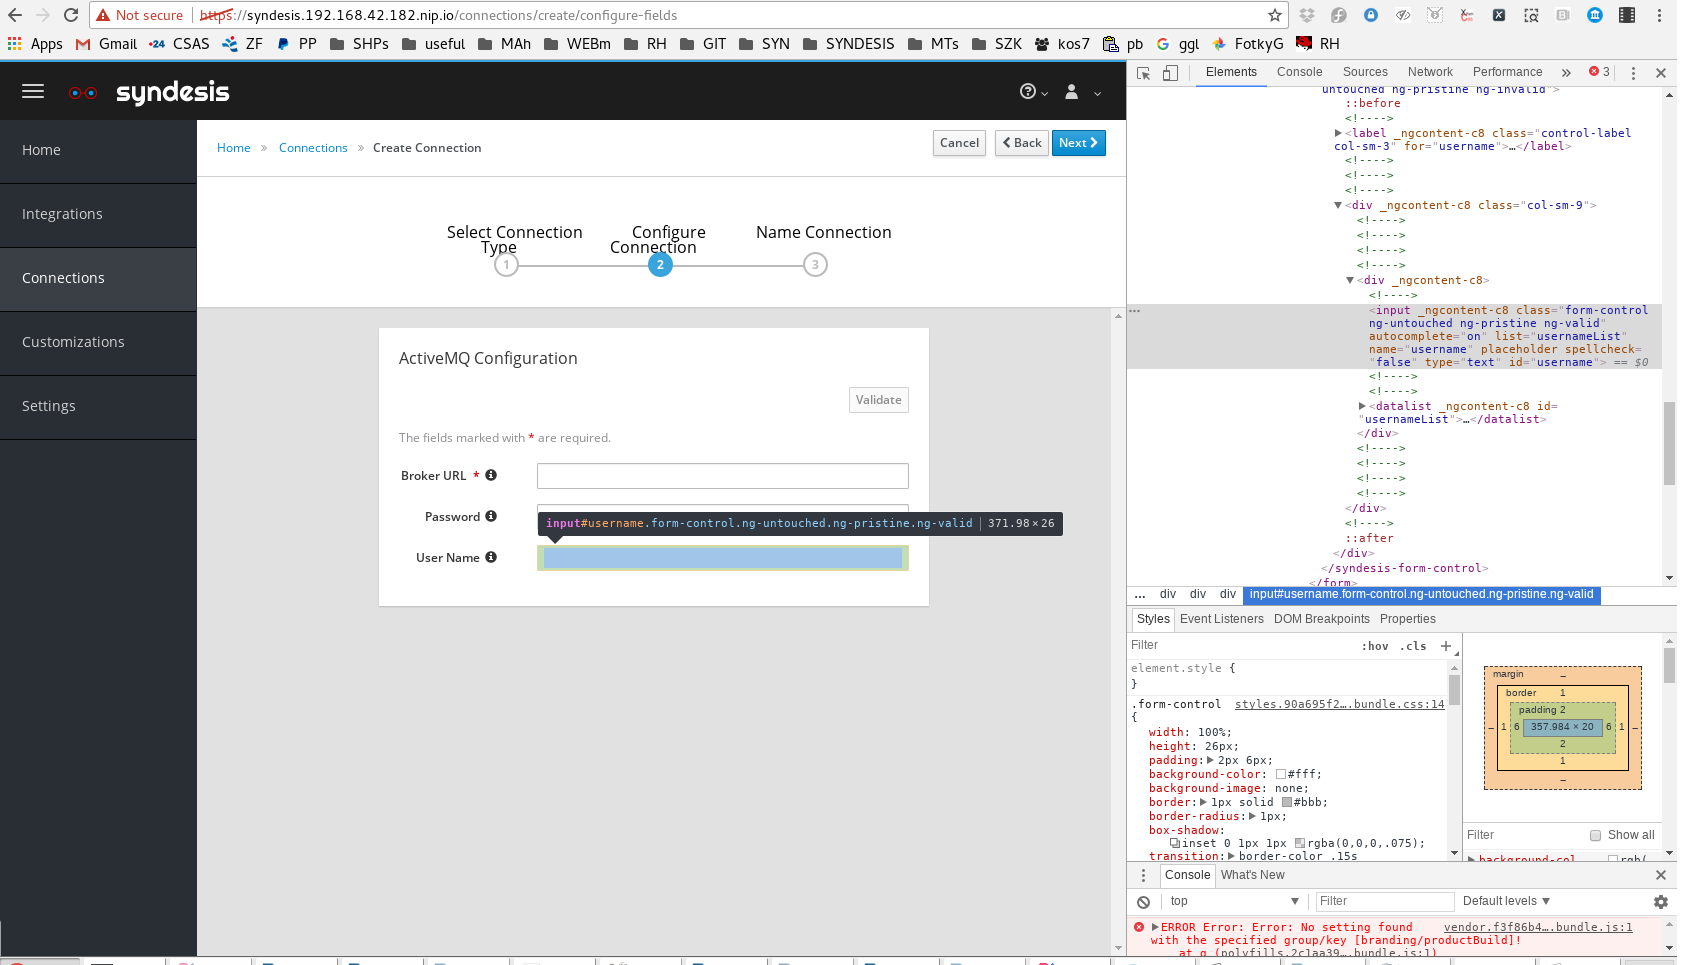 Not secure | https://syndesis.192.168.42.182.nip.io/connections/create/configure-fields
Apps Gmail CSAS ZF PP SHPs useful MAh WEBm RH GIT SYN SYNDESIS MTs SZK kos7 pb ggl FotkyG RH
syndesis
Home
Integrations
Connections
Customizations
Settings
Home » Connections » Create Connection
Cancel Back Next
Select Connection Type
Configure Connection
Name Connection
1 2 3
ActiveMQ Configuration
Validate
The fields marked with * are required.
Broker URL *
Password
input#username.form-control.ng-untouched.ng-pristine.ng-valid | 371.98 × 26
User Name
Elements Console Sources Network Performance » 3
untouched ng-pristine ng-invalid">
::before
<!---->
<label _ngcontent-c8 class="control-label
col-sm-3" for="username">…</label>
<!---->
<!---->
<!---->
<div _ngcontent-c8 class="col-sm-9">
<!---->
<!---->
<!---->
<!---->
<div _ngcontent-c8>
<!---->
<input _ngcontent-c8 class="form-control
ng-untouched ng-pristine ng-valid"
autocomplete="on" list="usernameList"
name="username" placeholder spellcheck=
"false" type="text" id="username"> == $0
<!---->
<!---->
<datalist _ngcontent-c8 id=
"usernameList">…</datalist>
</div>
<!---->
<!---->
<!---->
<!---->
</div>
<!---->
::after
</div>
</syndesis-form-control>
</form>
... div div div input#username.form-control.ng-untouched.ng-pristine.ng-valid
Styles Event Listeners DOM Breakpoints Properties
Filter :hov .cls +
element.style {
}
.form-control styles.90a695f2….bundle.css:14
{
width: 100%;
height: 26px;
padding: 2px 6px;
background-color: #fff;
background-image: none;
border: 1px solid #bbb;
border-radius: 1px;
box-shadow:
inset 0 1px 1px rgba(0,0,0,.075);
transition: border-color .15s
margin –
border 1
padding 2
– 1 6 357.984 × 20 6 1 –
2
1
–
Filter Show all
background-col rgb(
Console What's New
top Filter Default levels
ERROR Error: Error: No setting found vendor.f3f86b4….bundle.js:1
with the specified group/key [branding/productBuild]!
at g (polyfills.2c1aa39….bundle.js:1)